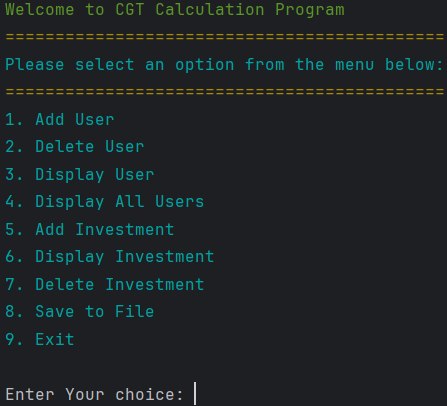 Welcome to CGT Calculation Program
============================================
Please select an option from the menu below:
============================================
1. Add User
2. Delete User
3. Display User
4. Display All Users
5. Add Investment
6. Display Investment
7. Delete Investment
8. Save to File
9. Exit
Enter Your choice: